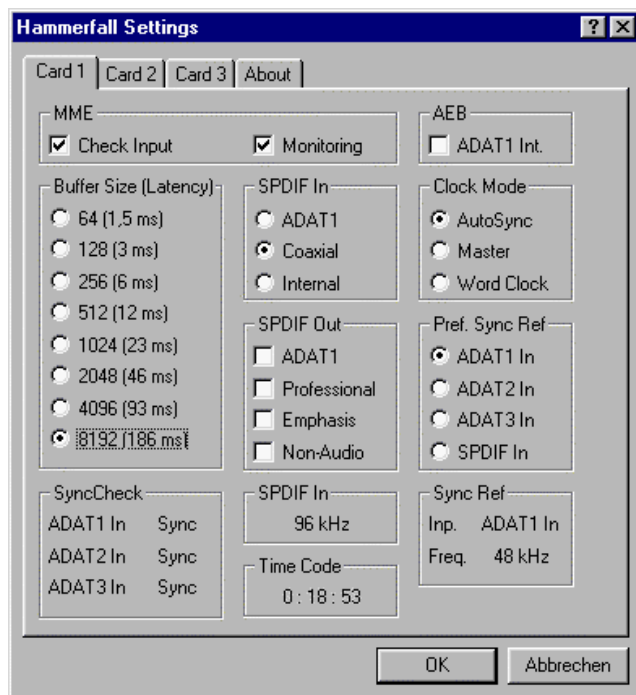 Hammerfall Settings
Card 1 Card 2 Card 3 About
MME
Check Input Monitoring
AEB
ADAT1 Int.
Buffer Size (Latency)
64 (1,5 ms)
128 (3 ms)
256 (6 ms)
512 (12 ms)
1024 (23 ms)
2048 (46 ms)
4096 (93 ms)
8192 (186 ms)
SPDIF In
ADAT1
Coaxial
Internal
Clock Mode
AutoSync
Master
Word Clock
SPDIF Out
ADAT1
Professional
Emphasis
Non-Audio
Pref. Sync Ref
ADAT1 In
ADAT2 In
ADAT3 In
SPDIF In
SyncCheck
ADAT1 In Sync
ADAT2 In Sync
ADAT3 In Sync
SPDIF In
96 kHz
Time Code
0 : 18 : 53
Sync Ref
Inp. ADAT1 In
Freq. 48 kHz
OK Abbrechen